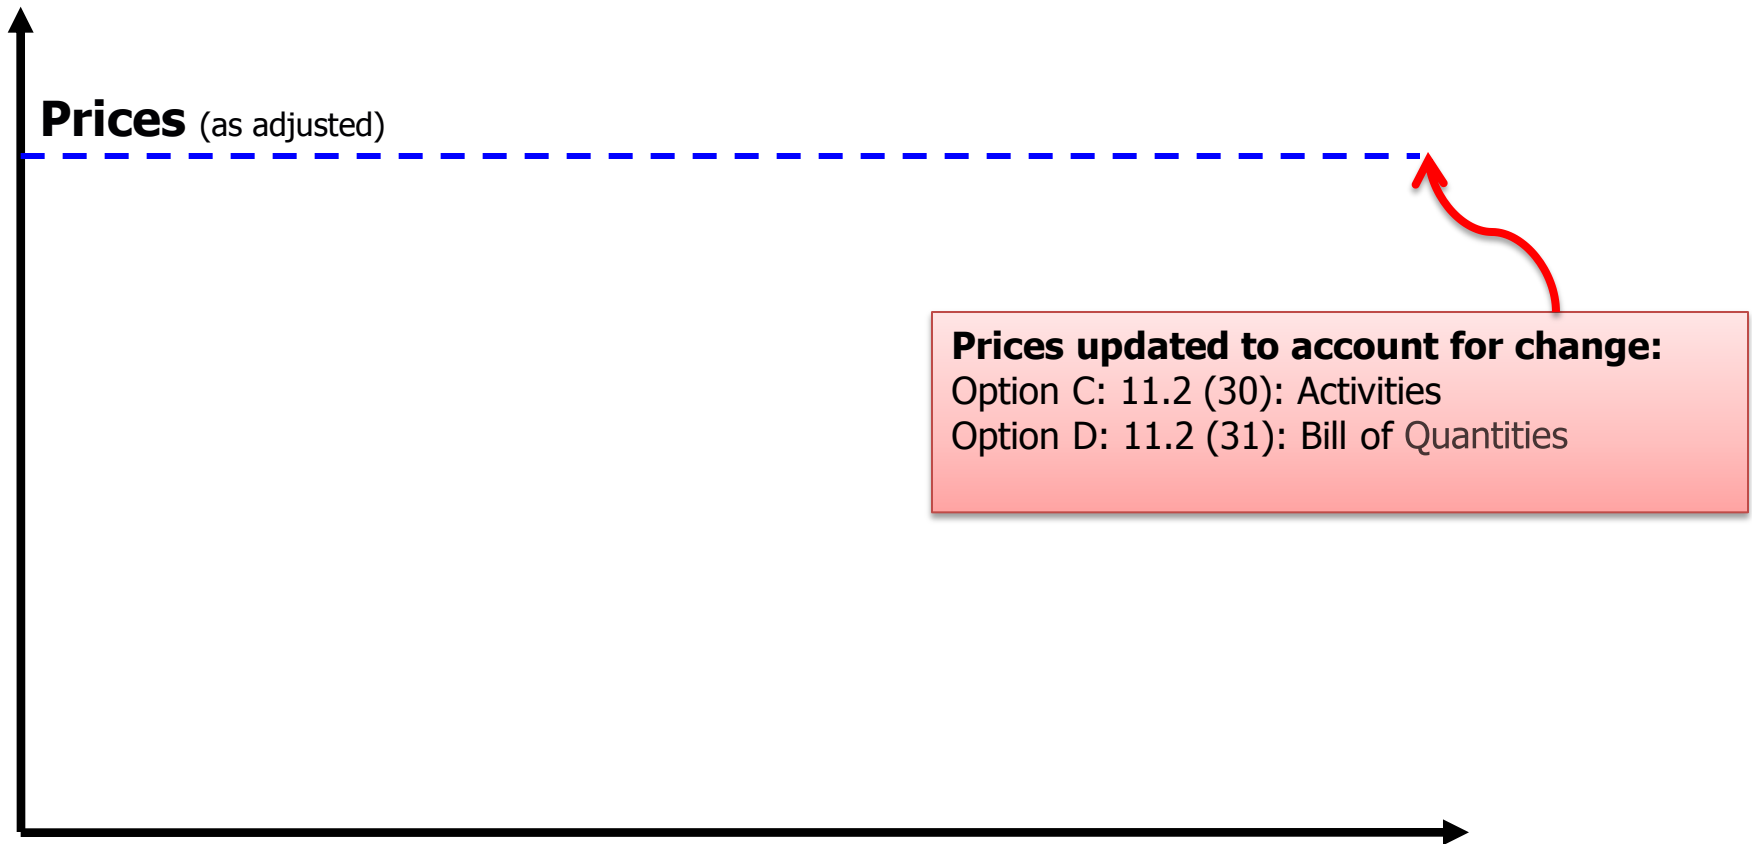 Prices (as adjusted)
Prices updated to account for change:
Option C: 11.2 (30): Activities
Option D: 11.2 (31): Bill of Quantities